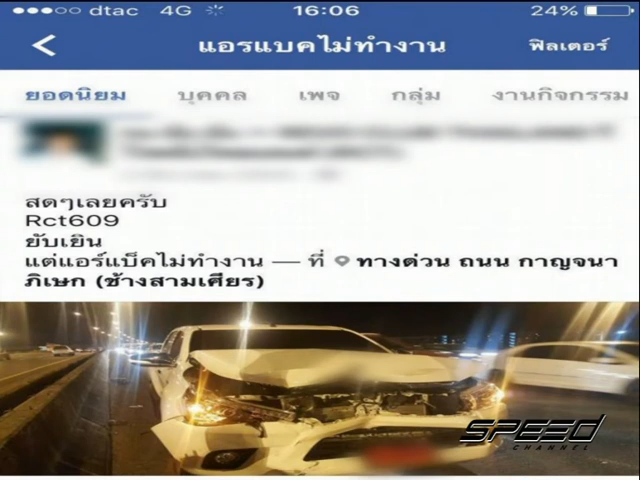 dtac 4G 16:06 24%
แอรแบคไม่ทำงาน ฟิลเตอร์
ยอดนิยม บุคคล เพจ กลุ่ม งานกิจกรรม
สดๆเลยครับ
Rct609
ยับเยิน
แต่แอร์แบ็คไม่ทำงาน — ที่ ทางด่วน ถนน กาญจนา
ภิเษก (ช้างสามเศียร)
SPEED
CHANNEL